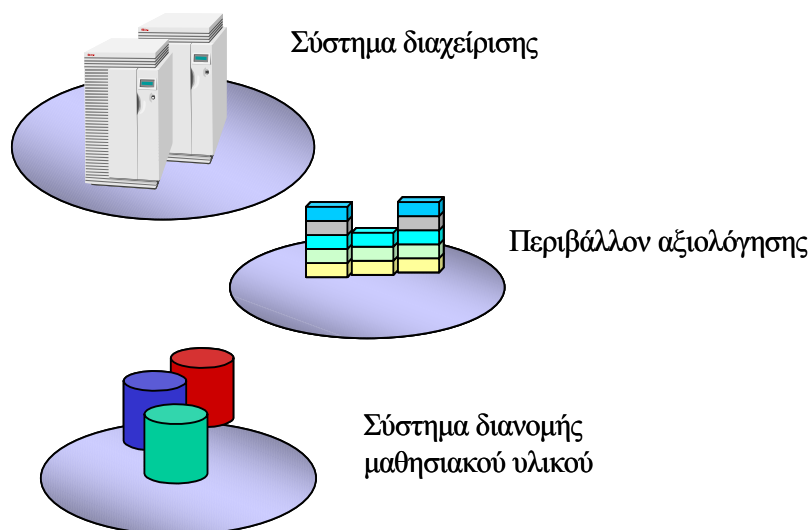 Σύστημα διαχείρισης
Περιβάλλον αξιολόγησης
Σύστημα διανομής
μαθησιακού υλικού